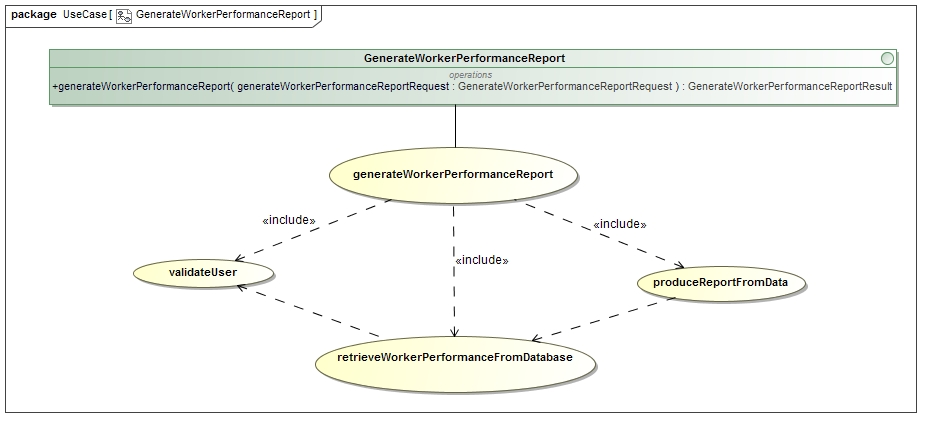 package UseCase[ GenerateWorkerPerformanceReport ]
GenerateWorkerPerformanceReport
operations
+generateWorkerPerformanceReport( generateWorkerPerformanceReportRequest : GenerateWorkerPerformanceReportRequest ) : GenerateWorkerPerformanceReportResult
generateWorkerPerformanceReport
«include»
«include»
«include»
validateUser
produceReportFromData
retrieveWorkerPerformanceFromDatabase